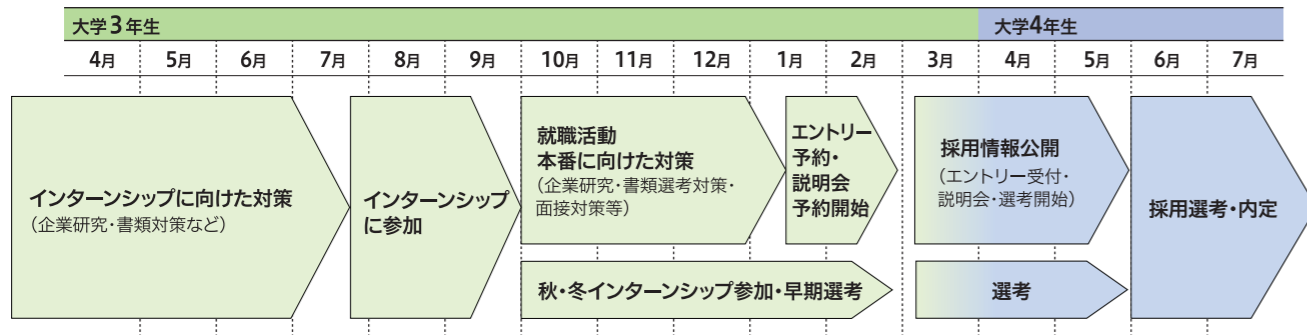 大学3年生
大学4年生
4月 5月 6月 7月 8月 9月 10月 11月 12月 1月 2月 3月 4月 5月 6月 7月
インターンシップに向けた対策
(企業研究・書類対策など)
インターンシップ
に参加
就職活動
本番に向けた対策
(企業研究・書類選考対策・
面接対策等)
エントリー
予約・
説明会
予約開始
採用情報公開
(エントリー受付・
説明会・選考開始)
採用選考・内定
秋・冬インターンシップ参加・早期選考
選考